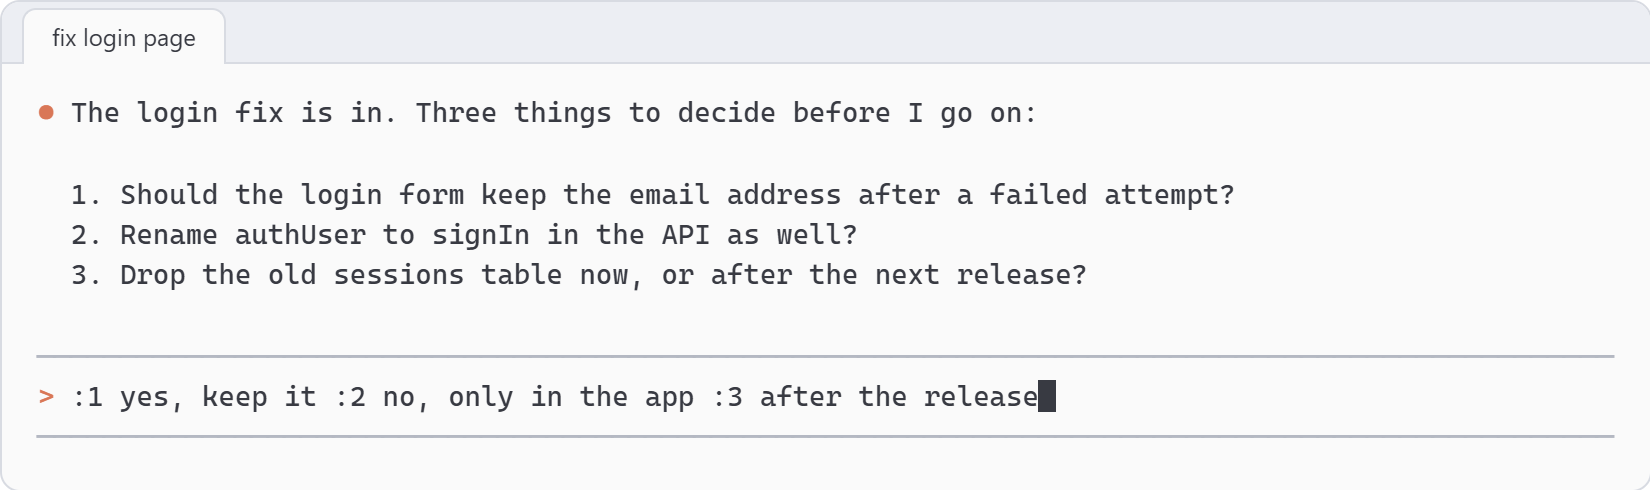 fix login page
● The login fix is in. Three things to decide before I go on:
1. Should the login form keep the email address after a failed attempt?
2. Rename authUser to signIn in the API as well?
3. Drop the old sessions table now, or after the next release?
> :1 yes, keep it :2 no, only in the app :3 after the release